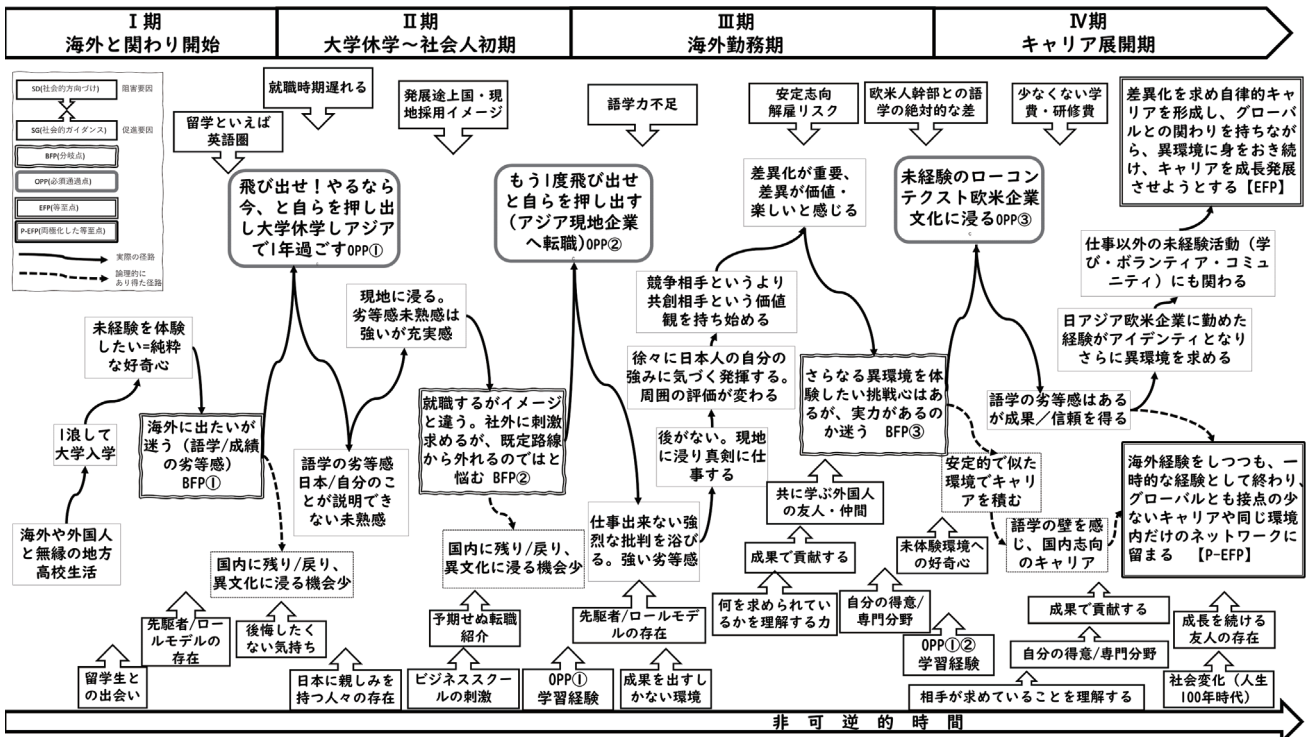 Ⅰ期
海外と関わり開始
Ⅱ期
大学休学～社会人初期
Ⅲ期
海外勤務期
Ⅳ期
キャリア展開期
SD(社会的方向づけ)
阻害要因
SG(社会的ガイダンス)
促進要因
BFP(分岐点)
OPP(必須通過点)
EFP(等至点)
P-EFP(両極化した等至点)
実際の径路
論理的に
あり得た径路
留学といえば
英語圏
就職時期遅れる
発展途上国・現
地採用イメージ
語学力不足
安定志向
解雇リスク
欧米人幹部との語
学の絶対的な差
少なくない学
費・研修費
飛び出せ！やるなら
今、と自らを押し出
し大学休学しアジア
で1年過ごすOPP①
もう1度飛び出せ
と自らを押し出す
（アジア現地企業
へ転職）OPP②
差異化が重要、
差異が価値・
楽しいと感じる
未経験のローコン
テクスト欧米企業
文化に浸るOPP③
差異化を求め自律的キャ
リアを形成し、グローバ
ルとの関わりを持ちなが
ら、異環境に身をおき続
け、キャリアを成長発展
させようとする【EFP】
海外や外国人
と無縁の地方
高校生活
1浪して
大学入学
未経験を体験
したい=純粋
な好奇心
海外に出たいが
迷う（語学/成績
の劣等感）
BFP①
国内に残り/戻り、
異文化に浸る機会少
語学の劣等感
日本/自分のこ
とが説明でき
ない未熟感
現地に浸る。
劣等感未熟感は
強いが充実感
就職するがイメージ
と違う。社外に刺激
求めるが、既定路線
から外れるのではと
悩む BFP②
国内に残り/戻り、
異文化に浸る機会少
仕事出来ない強
烈な批判を浴び
る。強い劣等感
後がない。現地
に浸り真剣に仕
事する
徐々に日本人の自分の
強みに気づく発揮する。
周囲の評価が変わる
競争相手というより
共創相手という価値
観を持ち始める
さらなる異環境を体
験したい挑戦心はあ
るが、実力があるの
か迷う BFP③
安定的で似た
環境でキャ
リアを積む
語学の壁を感
じ、国内志向
のキャリア
語学の劣等感はある
が成果／信頼を得る
日アジア欧米企業に勤めた
経験がアイデンティとなり
さらに異環境を求める
仕事以外の未経験活動（学
び・ボランティア・コミュ
ニティ）にも関わる
海外経験をしつつも、一
時的な経験として終わり、
グローバルとも接点の少
ないキャリアや同じ環境
内だけのネットワークに
留まる 【P-EFP】
留学生と
の出会い
先駆者/ロー
ルモデルの
存在
後悔したく
ない気持ち
日本に親しみを
持つ人々の存在
予期せぬ転職
紹介
ビジネススクー
ルの刺激
OPP①
学習経験
先駆者/ロールモデ
ルの存在
成果を出すし
かない環境
共に学ぶ外国人
の友人・仲間
成果で貢献する
何を求められてい
るかを理解する力
自分の得意/
専門分野
未体験環境へ
の好奇心
OPP①②
学習経験
相手が求めていることを理解する
自分の得意/専門分野
成果で貢献する
成長を続ける
友人の存在
社会変化（人生
100年時代）
非可逆的時間